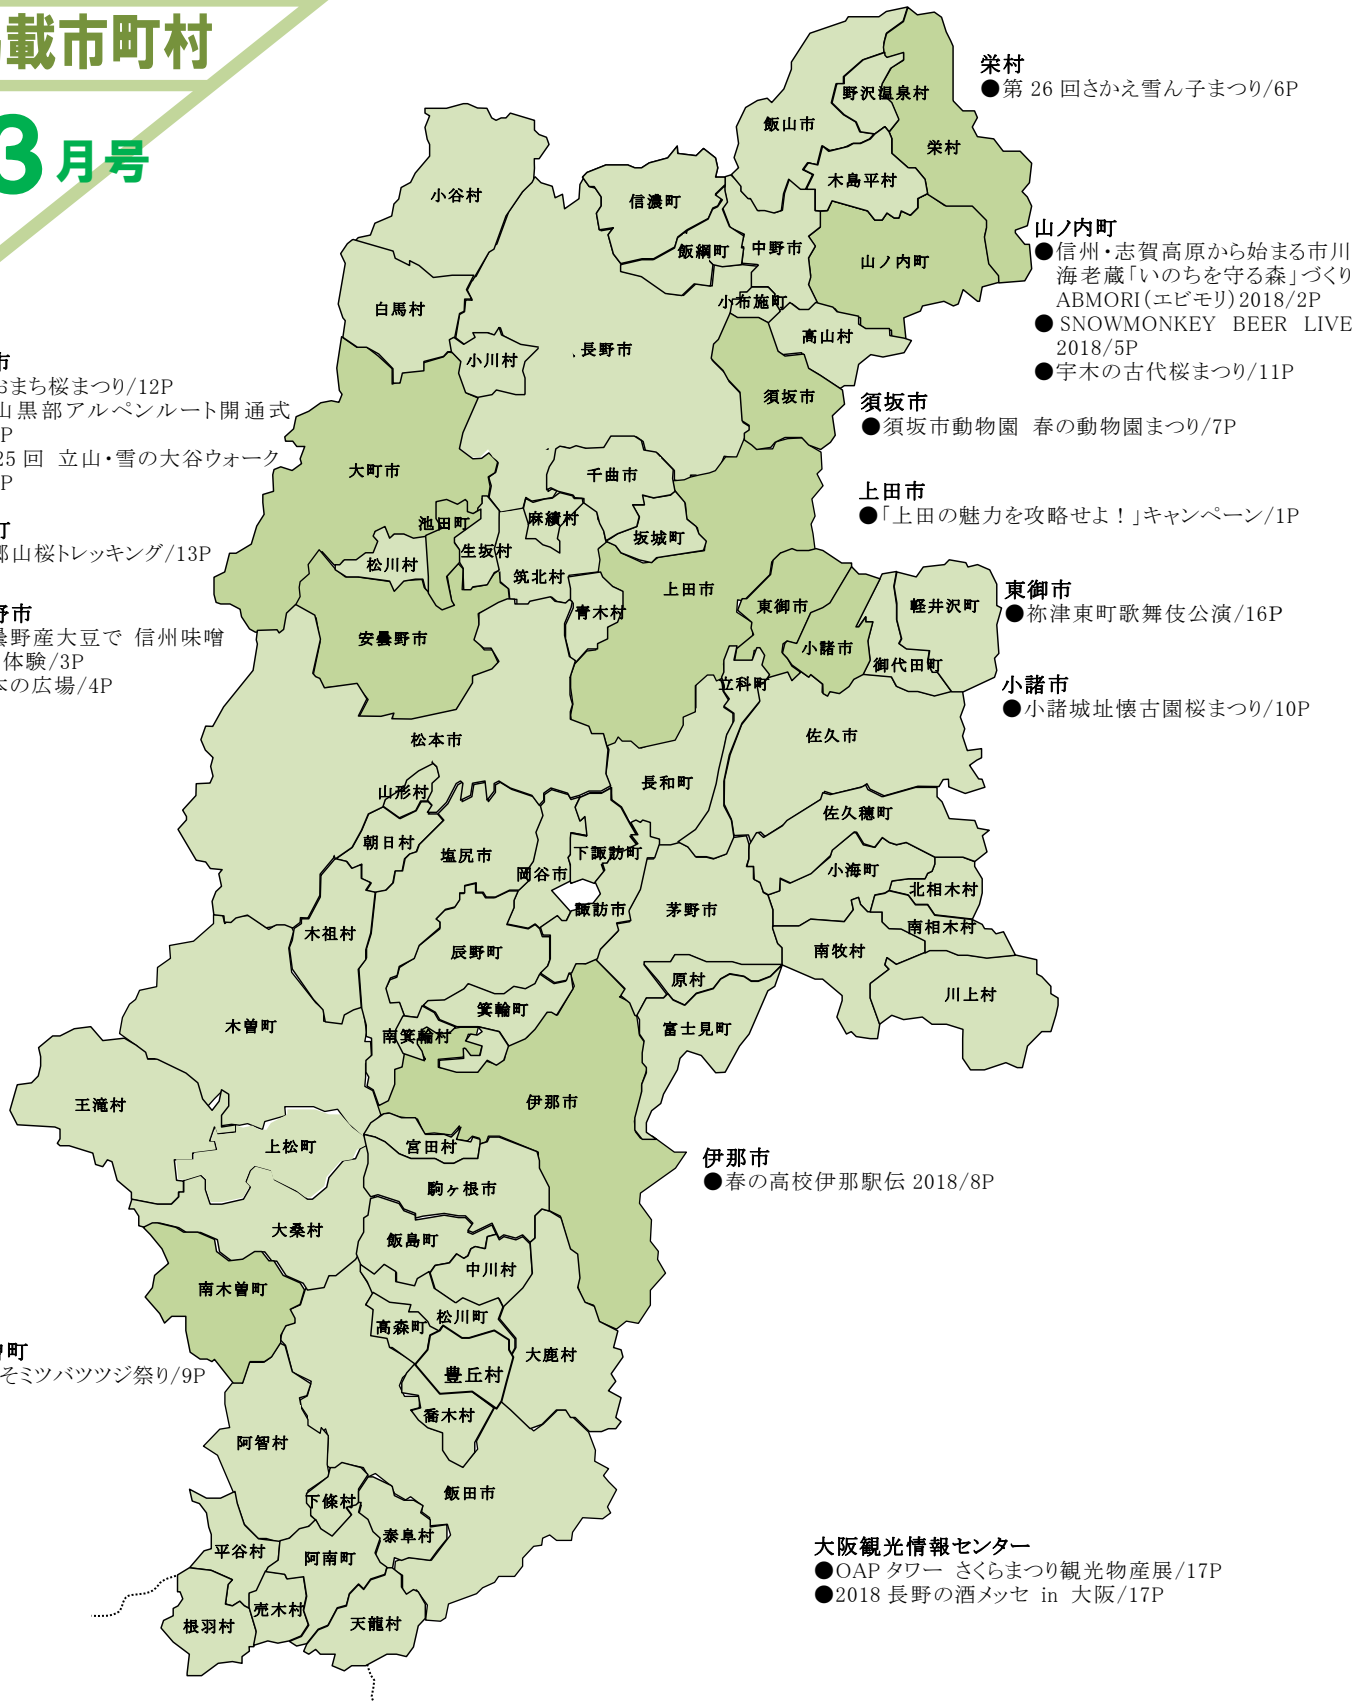 載市町村
3月号
栄村
●第 26 回さかえ雪ん子まつり/6P
山ノ内町
●信州・志賀高原から始まる市川
海老蔵「いのちを守る森」づくり
ABMORI(エビモリ)2018/2P
●SNOWMONKEY BEER LIVE
2018/5P
●宇木の古代桜まつり/11P
須坂市
●須坂市動物園 春の動物園まつり/7P
上田市
●「上田の魅力を攻略せよ！」キャンペーン/1P
東御市
●祢津東町歌舞伎公演/16P
小諸市
●小諸城址懐古園桜まつり/10P
伊那市
●春の高校伊那駅伝 2018/8P
大阪観光情報センター
●OAP タワー さくらまつり観光物産展/17P
●2018 長野の酒メッセ in 大阪/17P
市
おまち桜まつり/12P
山黒部アルペンルート開通式
P
25 回 立山・雪の大谷ウォーク
P
町
郷山桜トレッキング/13P
野市
曇野産大豆で 信州味噌
体験/3P
本の広場/4P
曽町
そミツバツツジ祭り/9P
野沢温泉村
飯山市
栄村
木島平村
小谷村
信濃町
飯綱町
中野市
山ノ内町
小布施町
白馬村
高山村
長野市
小川村
須坂市
大町市
千曲市
池田町
麻績村
坂城町
生坂村
松川村
筑北村
上田市
青木村
東御市
軽井沢町
安曇野市
小諸市
御代田町
立科町
松本市
佐久市
長和町
山形村
佐久穂町
朝日村
塩尻市
下諏訪町
岡谷市
小海町
北相木村
諏訪市
茅野市
木祖村
南相木村
辰野町
南牧村
原村
川上村
箕輪町
木曽町
南箕輪村
富士見町
王滝村
伊那市
上松町
宮田村
駒ヶ根市
大桑村
飯島町
中川村
南木曽町
松川町
高森町
大鹿村
豊丘村
喬木村
阿智村
飯田市
下條村
泰阜村
平谷村
阿南町
売木村
根羽村
天龍村